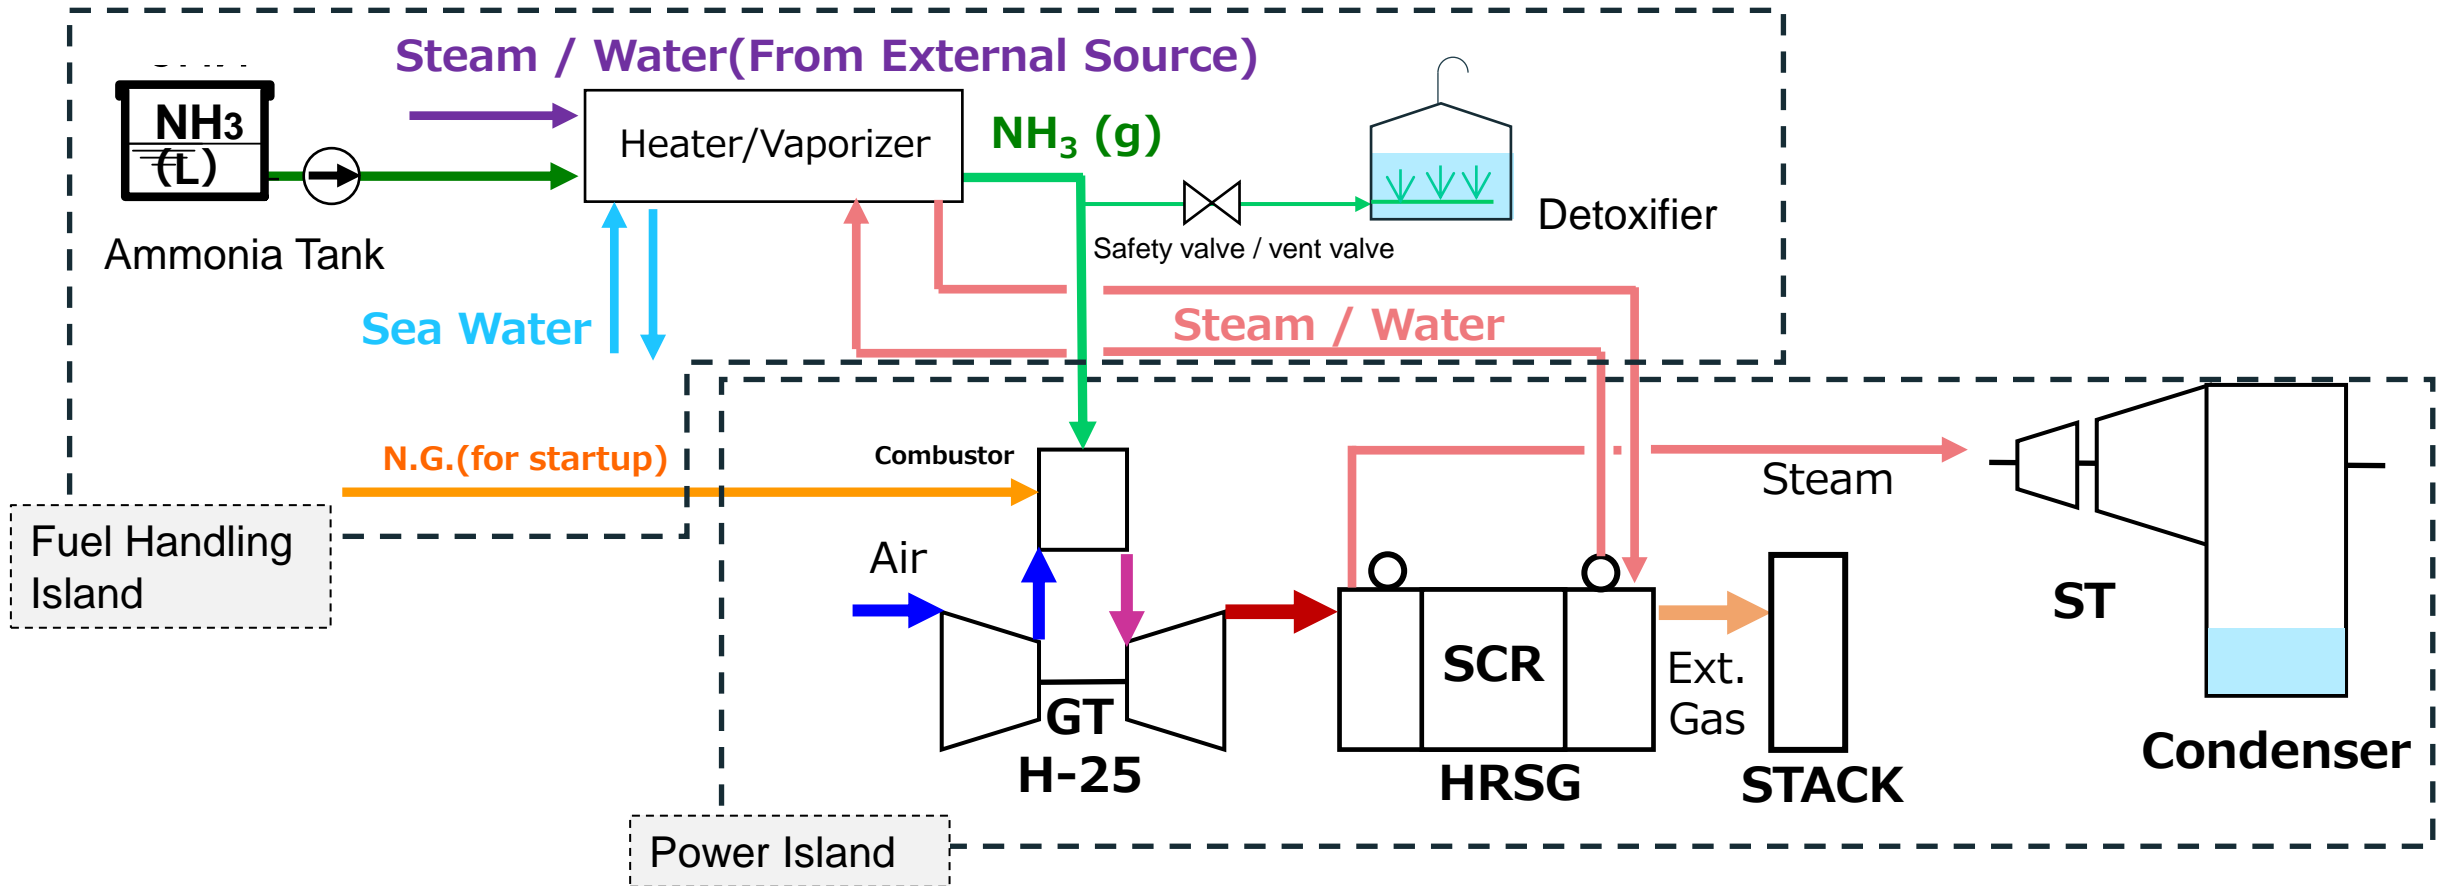 Steam / Water(From External Source)
NH3
(L)
Heater/Vaporizer
NH₃ (g)
Ammonia Tank
Detoxifier
Safety valve / vent valve
Sea Water
Steam / Water
N.G.(for startup)
Combustor
Steam
Fuel Handling
Island
Air
ST
SCR
Ext.
Gas
GT
H-25
HRSG
STACK
Condenser
Power Island